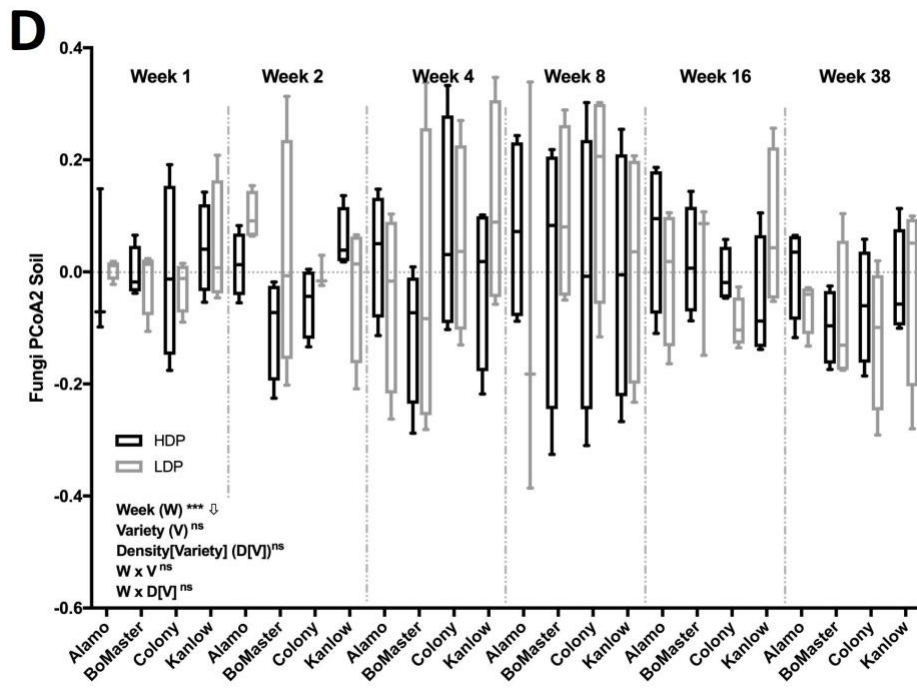 D
0.4
0.2
0.0
-0.2
-0.4
-0.6
Fungi PCoA2 Soil
Week 1
Week 2
Week 4
Week 8
Week 16
Week 38
HDP
LDP
Week (W) *** ⇩
Variety (V) ns
Density[Variety] (D[V]) ns
W x V ns
W x D[V] ns
Alamo
BoMaster
Colony
Kanlow
Alamo
BoMaster
Colony
Kanlow
Alamo
BoMaster
Colony
Kanlow
Alamo
BoMaster
Colony
Kanlow
Alamo
BoMaster
Colony
Kanlow
Alamo
BoMaster
Colony
Kanlow